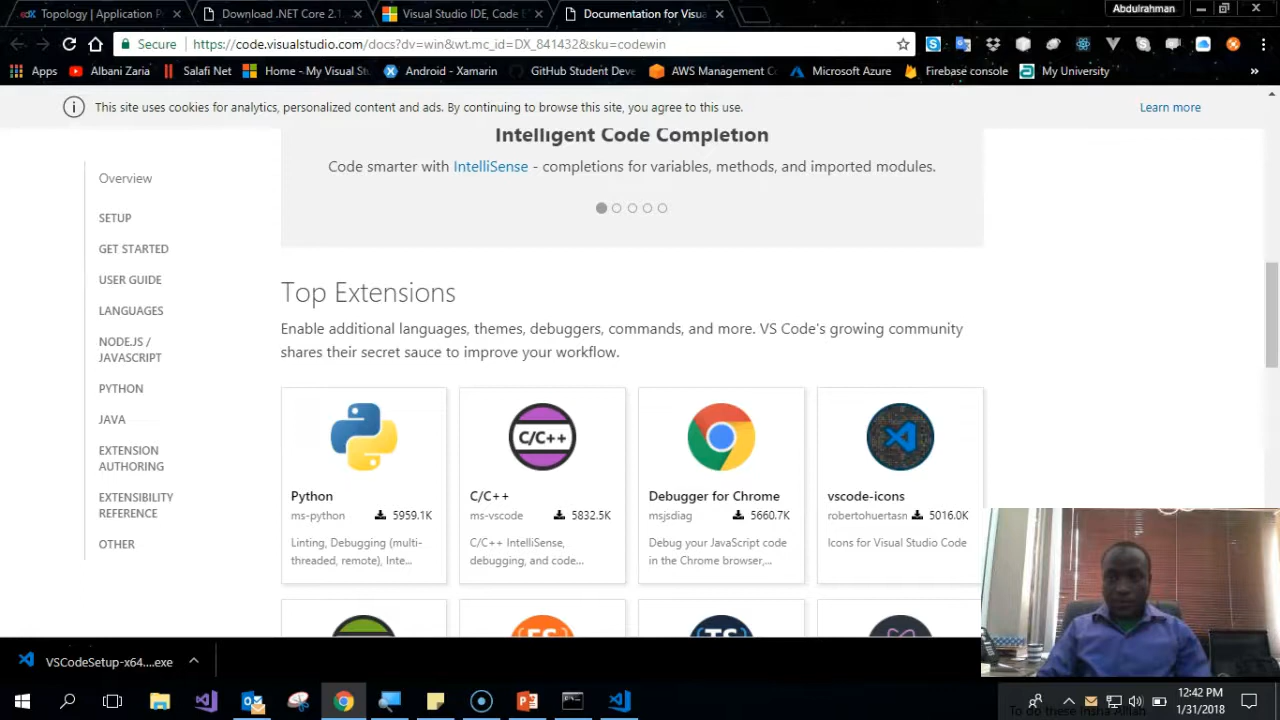 Topology | Application P
Download .NET Core 2.1
Visual Studio IDE, Code E
Documentation for Visua
Abdulrahman
Secure
https://code.visualstudio.com/docs?dv=win&wt.mc_id=DX_841432&sku=codewin
Apps
Albani Zaria
Salafi Net
Home - My Visual Stu
Android - Xamarin
GitHub Student Deve
AWS Management Co
Microsoft Azure
Firebase console
My University
»
This site uses cookies for analytics, personalized content and ads. By continuing to browse this site, you agree to this use.
Learn more
Intelligent Code Completion
Code smarter with IntelliSense - completions for variables, methods, and imported modules.
Overview
SETUP
GET STARTED
USER GUIDE
LANGUAGES
NODE.JS /
JAVASCRIPT
PYTHON
JAVA
EXTENSION
AUTHORING
EXTENSIBILITY
REFERENCE
OTHER
Top Extensions
Enable additional languages, themes, debuggers, commands, and more. VS Code's growing community
shares their secret sauce to improve your workflow.
Python
ms-python 5959.1K
Linting, Debugging (multi-
threaded, remote), Inte...
C/C++
C/C++
ms-vscode 5832.5K
C/C++ IntelliSense,
debugging, and code...
Debugger for Chrome
msjsdiag 5660.7K
Debug your JavaScript code
in the Chrome browser,...
vscode-icons
robertohuertasn 5016.0K
Icons for Visual Studio Code
VSCodeSetup-x64....exe
12:42 PM
1/31/2018
To do these insha Allah